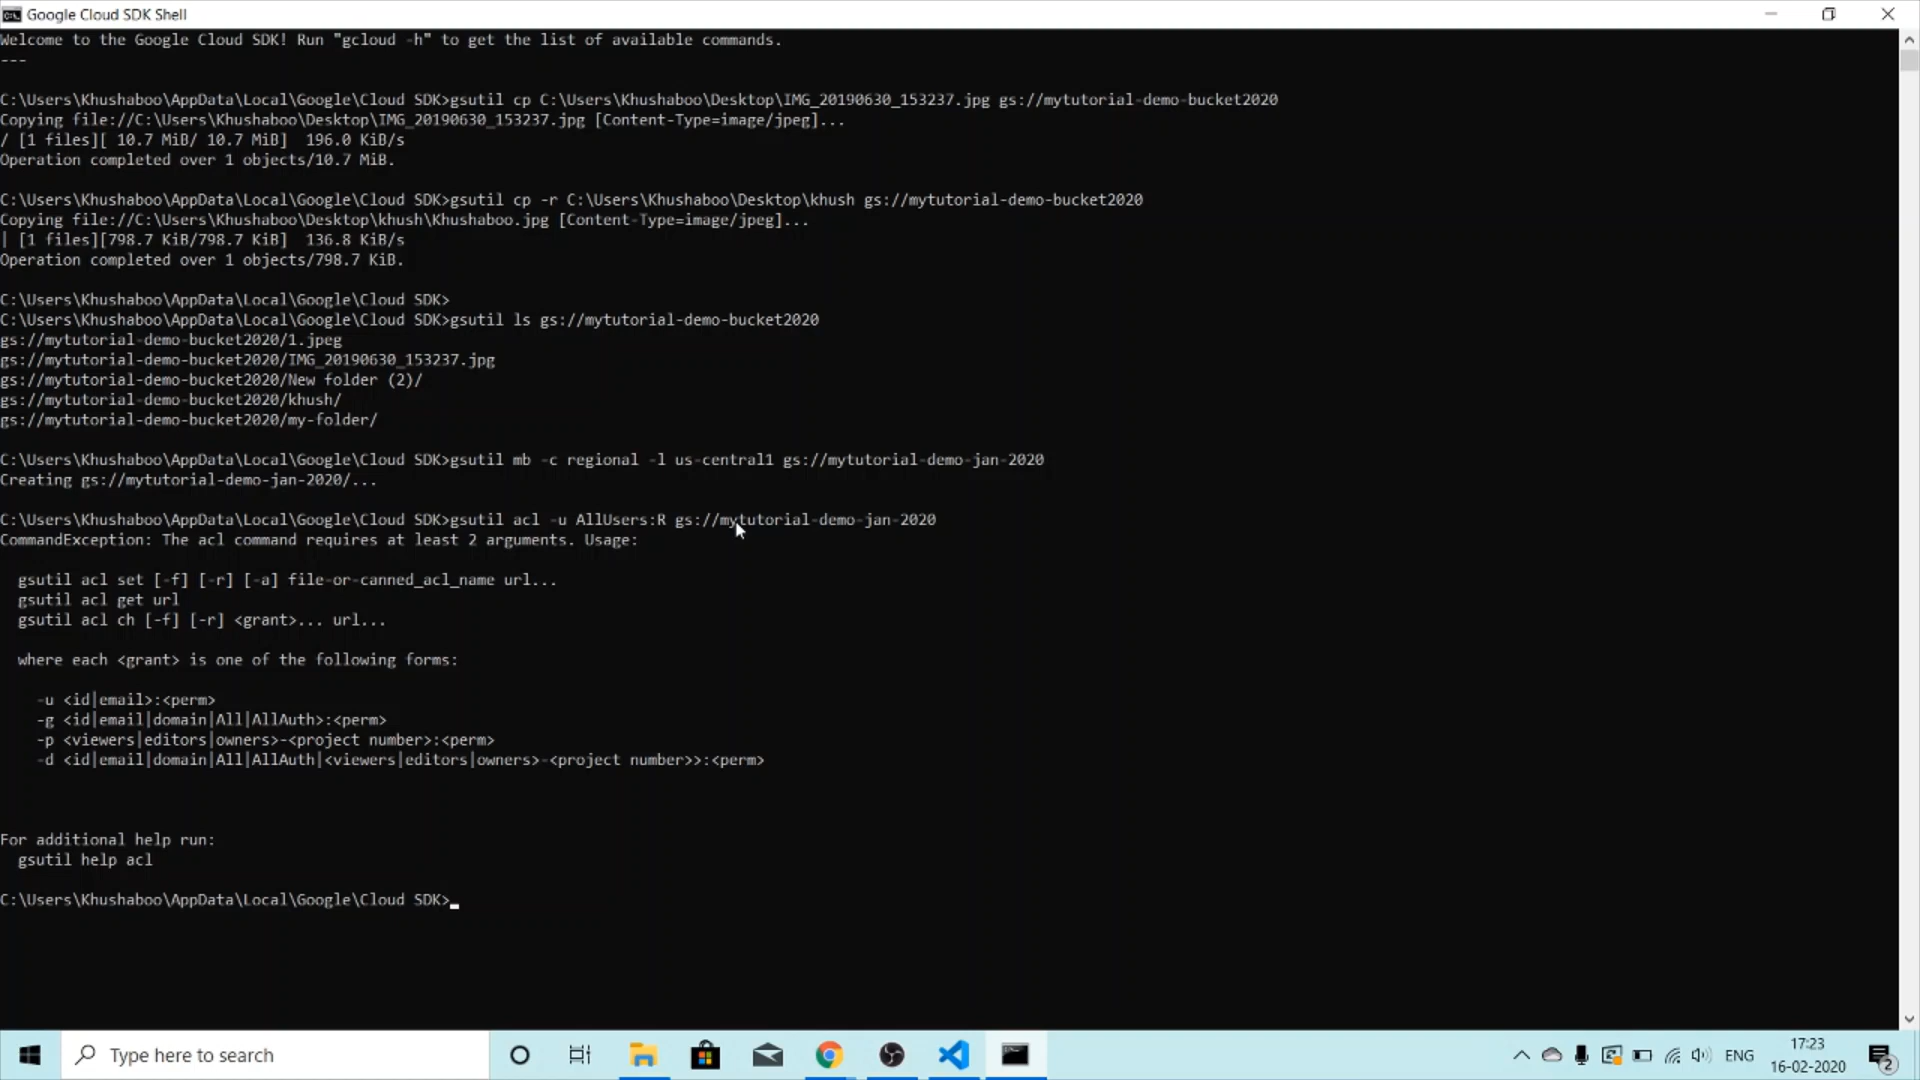 Google Cloud SDK Shell
Welcome to the Google Cloud SDK! Run "gcloud -h" to get the list of available commands.
---
C:\Users\Khushaboo\AppData\Local\Google\Cloud SDK>gsutil cp C:\Users\Khushaboo\Desktop\IMG_20190630_153237.jpg gs://mytutorial-demo-bucket2020
Copying file://C:\Users\Khushaboo\Desktop\IMG_20190630_153237.jpg [Content-Type=image/jpeg]...
/ [1 files][ 10.7 MiB/ 10.7 MiB]  196.0 KiB/s
Operation completed over 1 objects/10.7 MiB.
C:\Users\Khushaboo\AppData\Local\Google\Cloud SDK>gsutil cp -r C:\Users\Khushaboo\Desktop\khush gs://mytutorial-demo-bucket2020
Copying file://C:\Users\Khushaboo\Desktop\khush\Khushaboo.jpg [Content-Type=image/jpeg]...
| [1 files][798.7 KiB/798.7 KiB]  136.8 KiB/s
Operation completed over 1 objects/798.7 KiB.
C:\Users\Khushaboo\AppData\Local\Google\Cloud SDK>
C:\Users\Khushaboo\AppData\Local\Google\Cloud SDK>gsutil ls gs://mytutorial-demo-bucket2020
gs://mytutorial-demo-bucket2020/1.jpeg
gs://mytutorial-demo-bucket2020/IMG_20190630_153237.jpg
gs://mytutorial-demo-bucket2020/New folder (2)/
gs://mytutorial-demo-bucket2020/khush/
gs://mytutorial-demo-bucket2020/my-folder/
C:\Users\Khushaboo\AppData\Local\Google\Cloud SDK>gsutil mb -c regional -l us-central1 gs://mytutorial-demo-jan-2020
Creating gs://mytutorial-demo-jan-2020/...
C:\Users\Khushaboo\AppData\Local\Google\Cloud SDK>gsutil acl -u AllUsers:R gs://mytutorial-demo-jan-2020
CommandException: The acl command requires at least 2 arguments. Usage:
gsutil acl set [-f] [-r] [-a] file-or-canned_acl_name url...
gsutil acl get url
gsutil acl ch [-f] [-r] <grant>... url...
where each <grant> is one of the following forms:
-u <id|email>:<perm>
-g <id|email|domain|All|AllAuth>:<perm>
-p <viewers|editors|owners>-<project number>:<perm>
-d <id|email|domain|All|AllAuth|<viewers|editors|owners>-<project number>>:<perm>
For additional help run:
gsutil help acl
C:\Users\Khushaboo\AppData\Local\Google\Cloud SDK>
Type here to search
ENG
17:23
16-02-2020
2